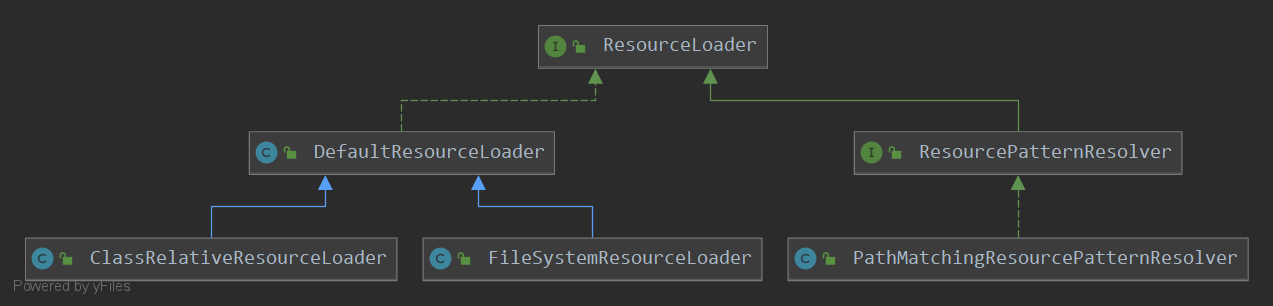 I ResourceLoader
C DefaultResourceLoader
I ResourcePatternResolver
C ClassRelativeResourceLoader
C FileSystemResourceLoader
C PathMatchingResourcePatternResolver
Powered by yFiles